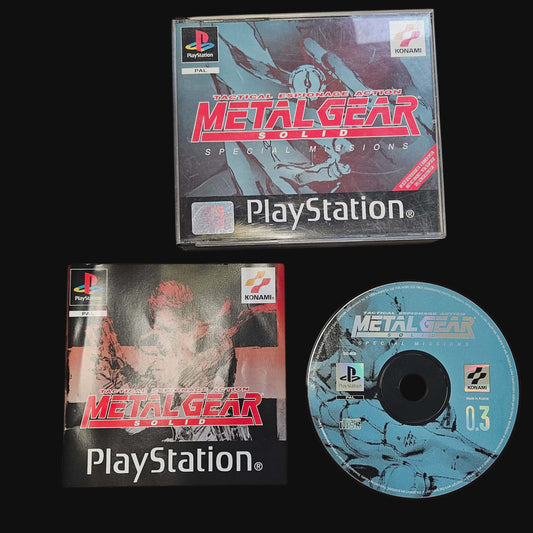 PlayStation
PAL
KONAMI
TACTICAL ESPIONAGE ACTION
METAL GEAR
SOLID
SPECIAL MISSIONS
PlayStation®
PlayStation
PAL
KONAMI
TACTICAL ESPIONAGE ACTION
METAL GEAR
SOLID
PlayStation®
TACTICAL ESPIONAGE ACTION
METAL GEAR
SOLID
SPECIAL MISSIONS
PlayStation
PAL
KONAMI
Made in Austria
0.3